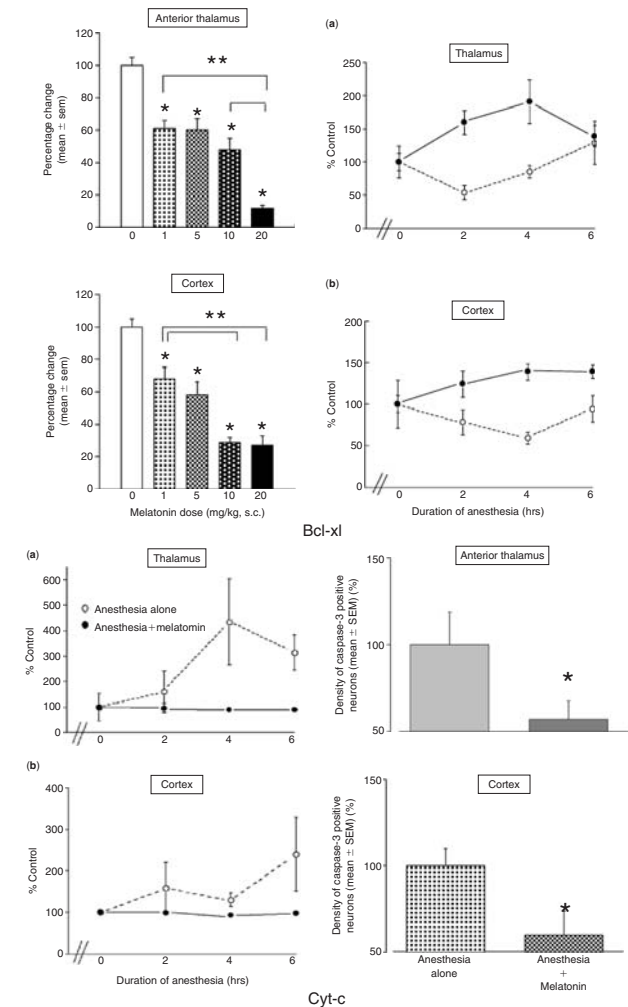 Anterior thalamus
Percentage change
(mean ± sem)
120
100
80
60
40
20
0
* * * *
**
0 1 5 10 20
(a)
Thalamus
% Control
250
200
150
100
50
0
0 2 4 6
Cortex
Percentage change
(mean ± sem)
120
100
80
60
40
20
0
* * * *
**
0 1 5 10 20
Melatonin dose (mg/kg, s.c.)
(b)
Cortex
% Control
200
150
100
50
0
0 2 4 6
Duration of anesthesia (hrs)
Bcl-xl
(a)
Thalamus
% Control
600
500
400
300
200
100
0
Anesthesia alone
Anesthesia+melatomin
0 2 4 6
Anterior thalamus
Density of caspase-3 positive
neurons (mean ± SEM) (%)
150
100
50
*
(b)
Cortex
% Control
400
300
200
100
0
0 2 4 6
Duration of anesthesia (hrs)
Cortex
Density of caspase-3 positive
neurons (mean ± SEM) (%)
150
100
50
*
Anesthesia
alone
Anesthesia
+
Melatonin
Cyt-c